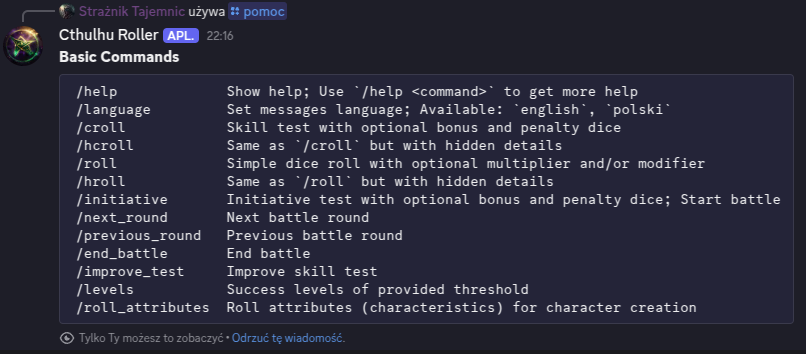 Strażnik Tajemnic używa pomoc
Cthulhu Roller APL. 22:16
Basic Commands
/help Show help; Use `/help <command>` to get more help
/language Set messages language; Available: `english`, `polski`
/croll Skill test with optional bonus and penalty dice
/hcroll Same as `/croll` but with hidden details
/roll Simple dice roll with optional multiplier and/or modifier
/hroll Same as `/roll` but with hidden details
/initiative Initiative test with optional bonus and penalty dice; Start battle
/next_round Next battle round
/previous_round Previous battle round
/end_battle End battle
/improve_test Improve skill test
/levels Success levels of provided threshold
/roll_attributes Roll attributes (characteristics) for character creation
Tylko Ty możesz to zobaczyć • Odrzuć tę wiadomość.